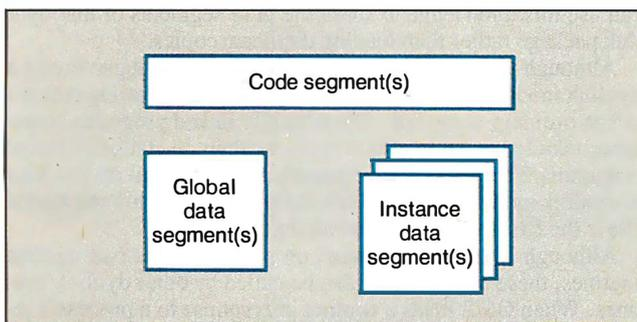 Code segment(s)
Global
data
segment(s)
Instance
data
segment(s)